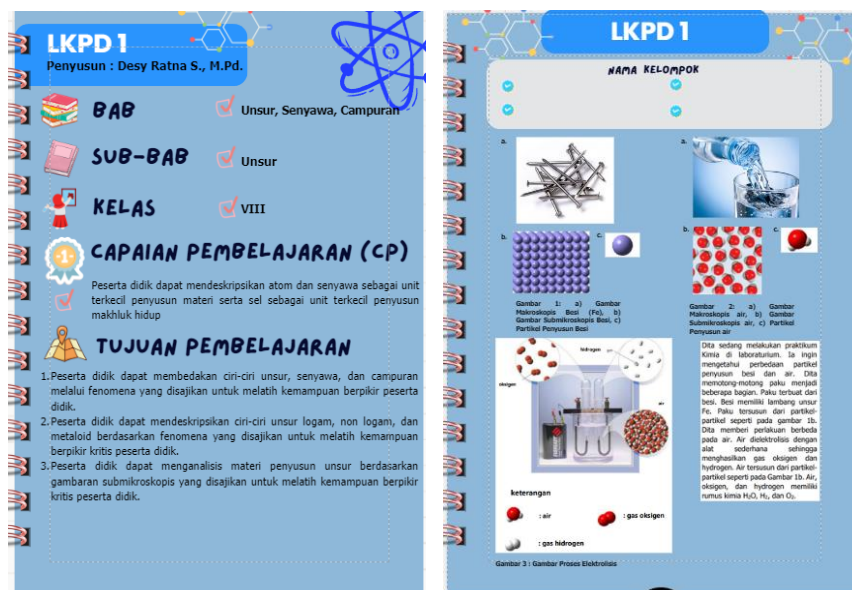 LKPD 1
Penyusun : Desy Ratna S., M.Pd.
BAB
Unsur, Senyawa, Campuran
SUB-BAB
Unsur
KELAS
VIII
-1-
CAPAIAN PEMBELAJARAN (CP)
Peserta didik dapat mendeskripsikan atom dan senyawa sebagai unit
terkecil penyusun materi serta sel sebagai unit terkecil penyusun
makhluk hidup
TUJUAN PEMBELAJARAN
1.Peserta didik dapat membedakan ciri-ciri unsur, senyawa, dan campuran
melalui fenomena yang disajikan untuk melatih kemampuan berpikir peserta
didik.
2.Peserta didik dapat mendeskripsikan ciri-ciri unsur logam, non logam, dan
metaloid berdasarkan fenomena yang disajikan untuk melatih kemampuan
berpikir kritis peserta didik.
3.Peserta didik dapat menganalisis materi penyusun unsur berdasarkan
gambaran submikroskopis yang disajikan untuk melatih kemampuan berpikir
kritis peserta didik.
LKPD 1
NAMA KELOMPOK
a.
a.
b.
c.
b.
c.
Gambar 1: a) Gambar
Makroskopis Besi (Fe), b)
Gambar Submikroskopis Besi, c)
Partikel Penyusun Besi
Gambar 2: a) Gambar
Makroskopis air, b) Gambar
Submikroskopis air, c) Partikel
Penyusun air
hidrogen
oksigen
air
keterangan
: air
: gas oksigen
: gas hidrogen
Gambar 3 : Gambar Proses Elektrolisis
Dita sedang melakukan praktikum
Kimia di laboraturium. Ia ingin
mengetahui perbedaan partikel
penyusun besi dan air. Dita
memotong-motong paku menjadi
beberapa bagian. Paku terbuat dari
besi. Besi memiliki lambang unsur
Fe. Paku tersusun dari partikel-
partikel seperti pada gambar 1b.
Dita memberi perlakuan berbeda
pada air. Air dielektrolisis dengan
alat sederhana sehingga
menghasilkan gas oksigen dan
hydrogen. Air tersusun dari partikel-
partikel seperti pada Gambar 1b. Air,
oksigen, dan hydrogen memiliki
rumus kimia H₂O, H₂, dan O₂.